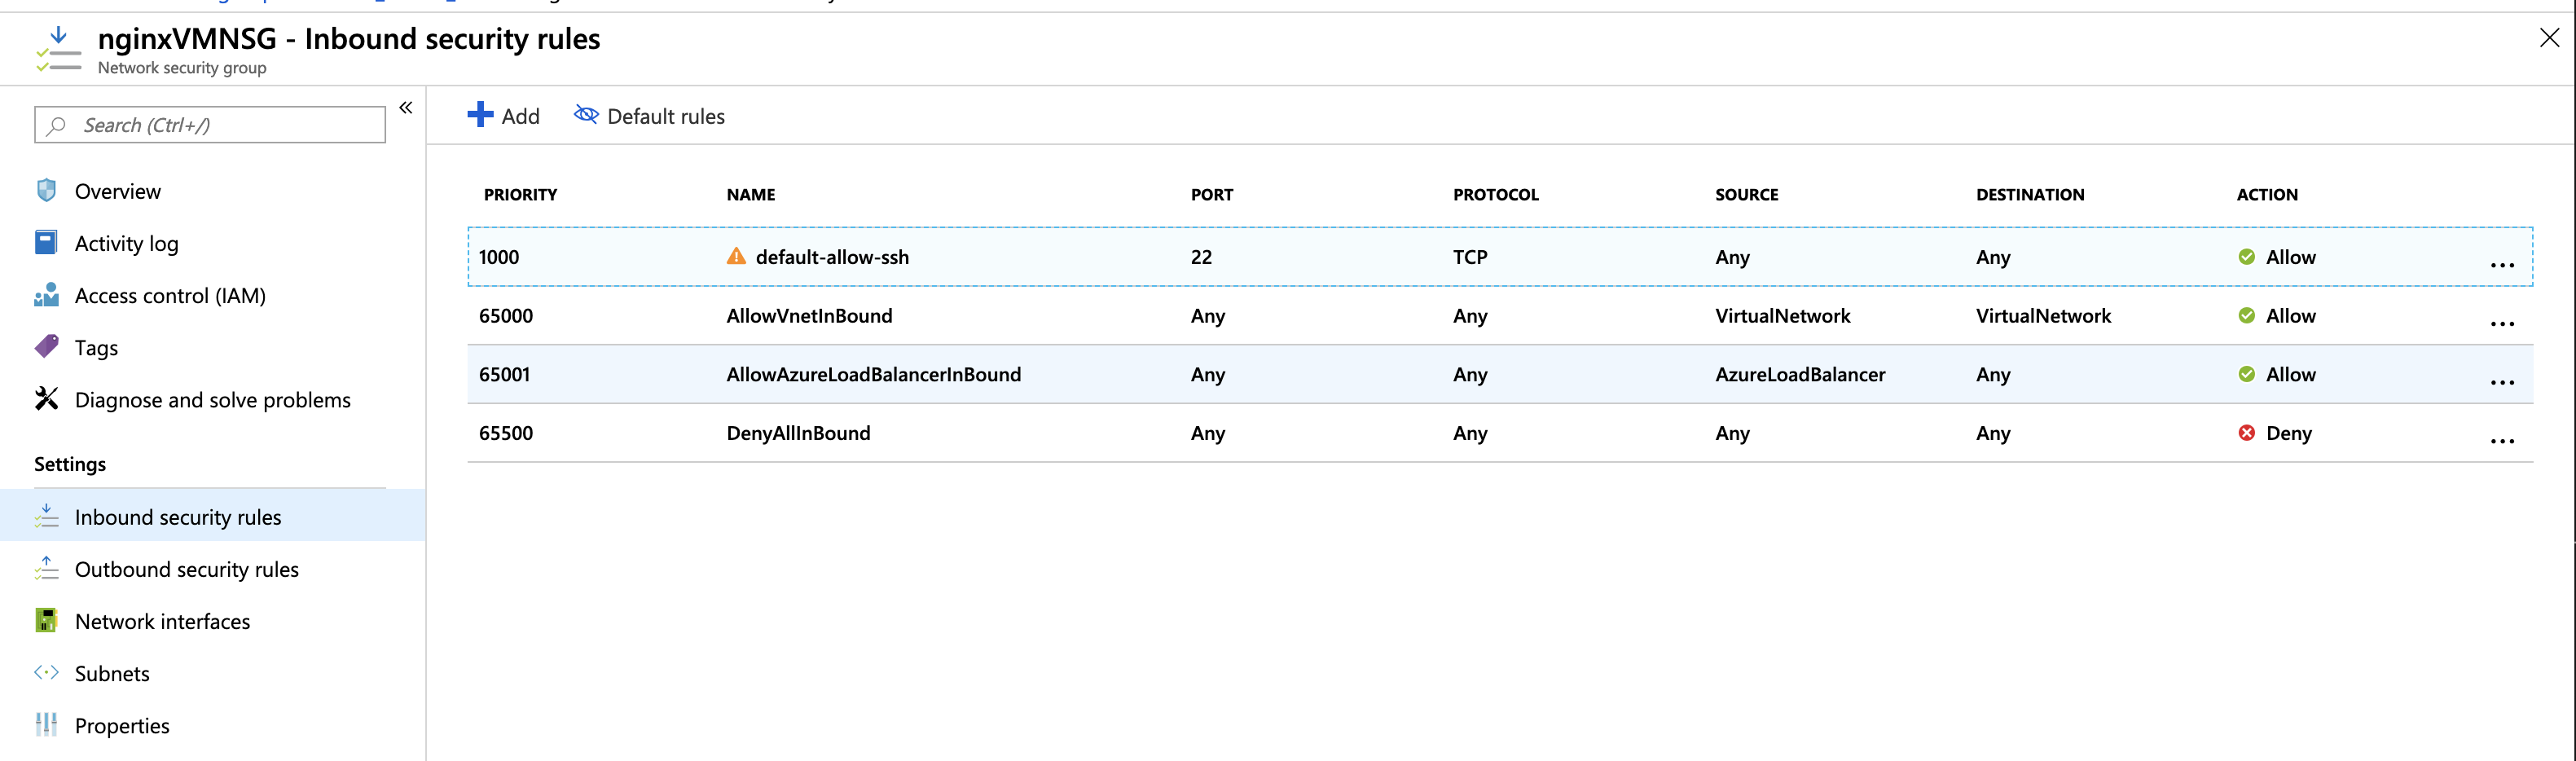 nginxVMNSG - Inbound security rules
Network security group
Search (Ctrl+/)
Overview
Activity log
Access control (IAM)
Tags
Diagnose and solve problems
Settings
Inbound security rules
Outbound security rules
Network interfaces
Subnets
Properties
Add Default rules
PRIORITY NAME PORT PROTOCOL SOURCE DESTINATION ACTION
1000 default-allow-ssh 22 TCP Any Any Allow ...
65000 AllowVnetInBound Any Any VirtualNetwork VirtualNetwork Allow ...
65001 AllowAzureLoadBalancerInBound Any Any AzureLoadBalancer Any Allow ...
65500 DenyAllInBound Any Any Any Any Deny ...